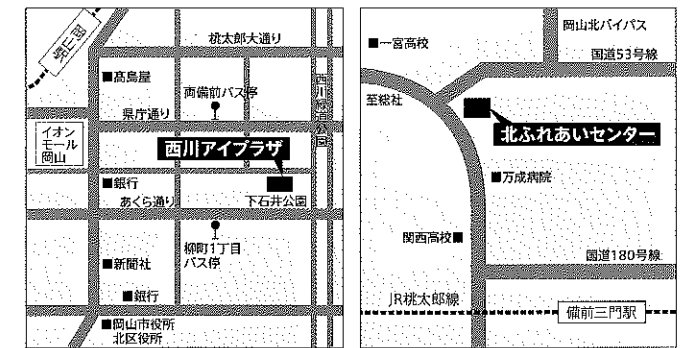 岡山駅
桃太郎大通り
■髙島屋
両備前バス停
県庁通り
西川緑道公園
イオン
モール
岡山
西川アイプラザ
■銀行
あくら通り
下石井公園
柳町1丁目
バス停
■新聞社
■銀行
■岡山市役所
北区役所
岡山北バイパス
■一宮高校
国道53号線
至総社
北ふれあいセンター
■万成病院
関西高校■
国道180号線
JR桃太郎線
備前三門駅